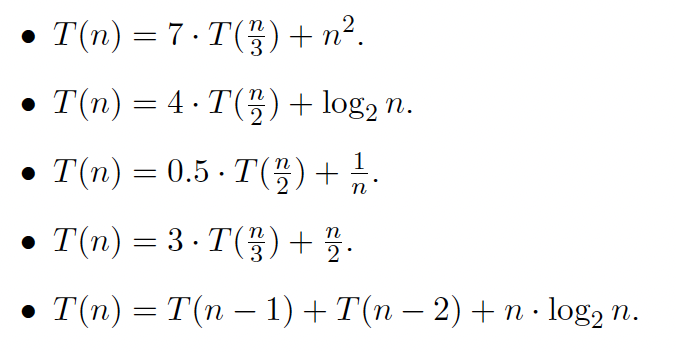 • T(n) = 7 · T(n/3) + n².
• T(n) = 4 · T(n/2) + log₂ n.
• T(n) = 0.5 · T(n/2) + 1/n.
• T(n) = 3 · T(n/3) + n/2.
• T(n) = T(n − 1) + T(n − 2) + n · log₂ n.